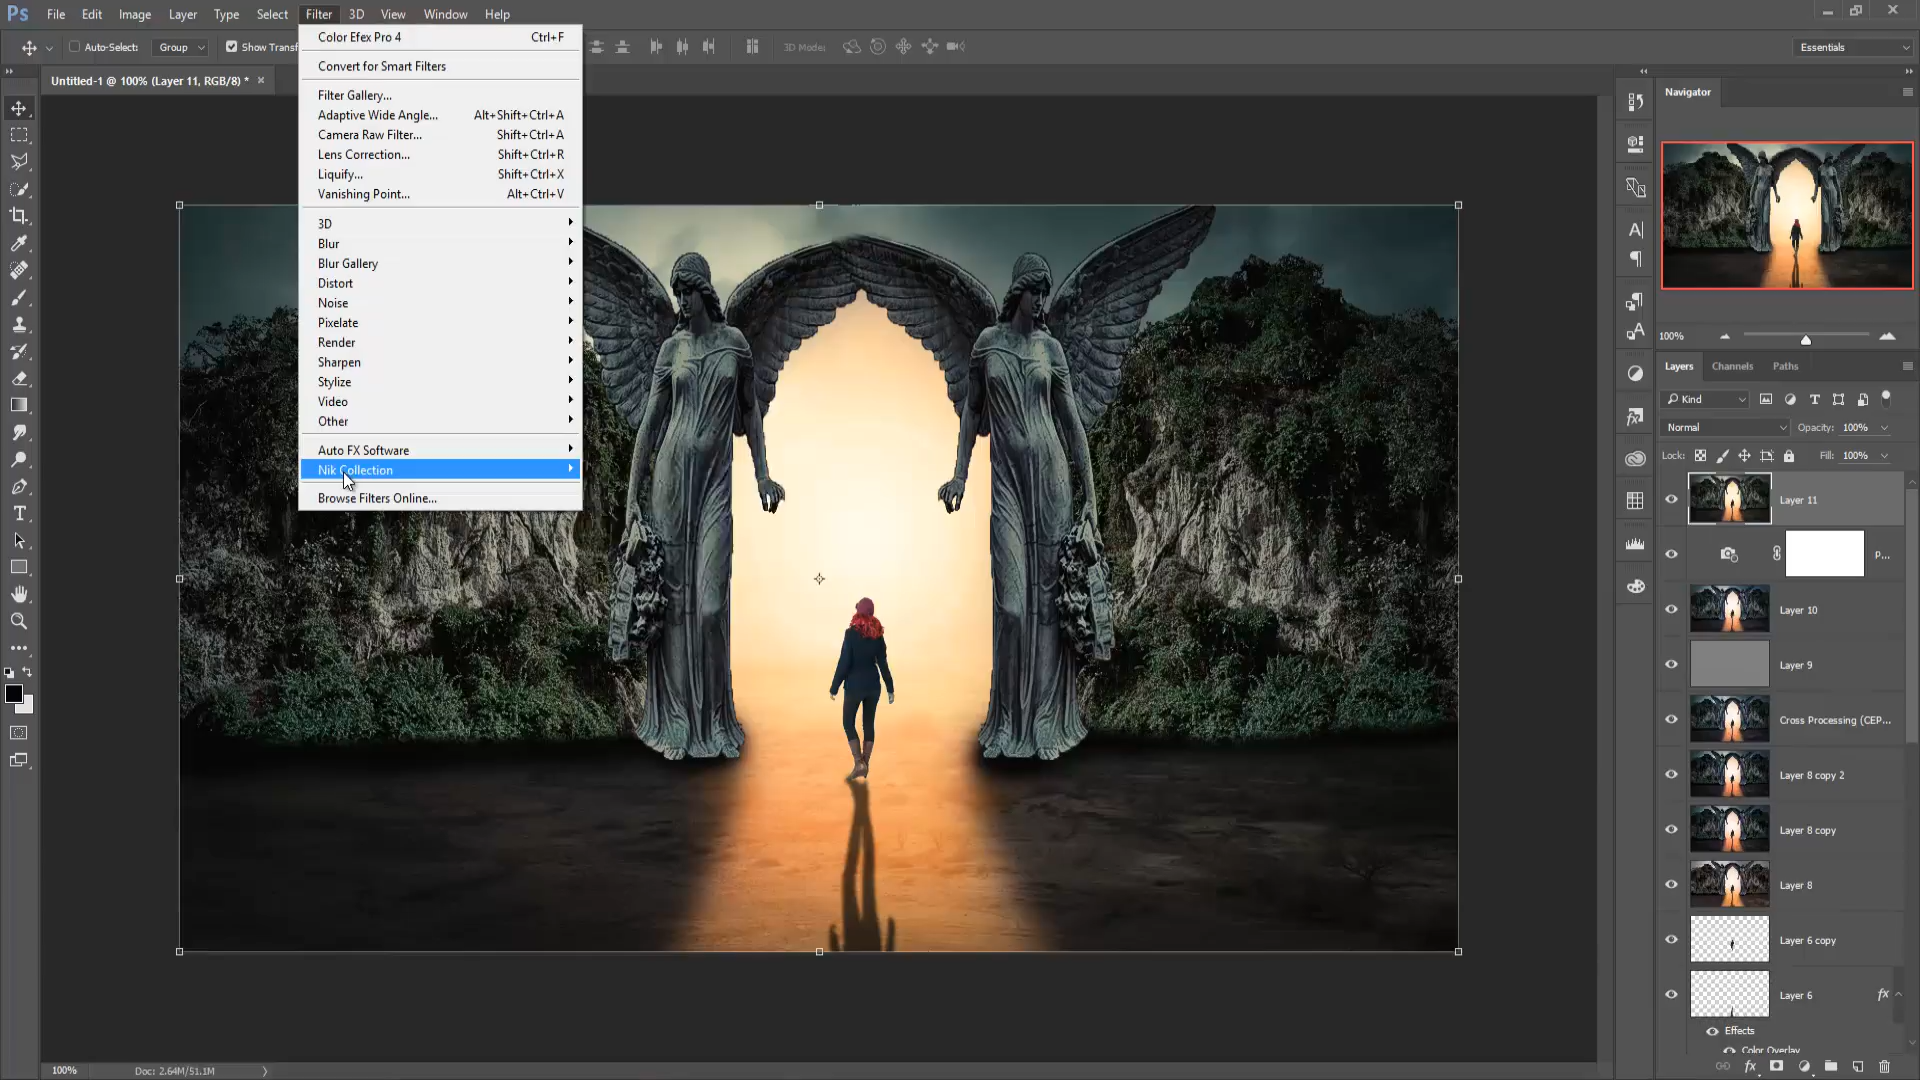 Ps File Edit Image Layer Type Select Filter 3D View Window Help
Auto-Select: Group Show Transf 3D Mode: Essentials
Untitled-1 @ 100% (Layer 11, RGB/8) * ×
Color Efex Pro 4 Ctrl+F
Convert for Smart Filters
Filter Gallery...
Adaptive Wide Angle... Alt+Shift+Ctrl+A
Camera Raw Filter... Shift+Ctrl+A
Lens Correction... Shift+Ctrl+R
Liquify... Shift+Ctrl+X
Vanishing Point... Alt+Ctrl+V
3D
Blur
Blur Gallery
Distort
Noise
Pixelate
Render
Sharpen
Stylize
Video
Other
Auto FX Software
Nik Collection
Browse Filters Online...
Navigator
100%
Layers Channels Paths
Kind
Normal Opacity: 100%
Lock: Fill: 100%
Layer 11
p...
Layer 10
Layer 9
Cross Processing (CEP...
Layer 8 copy 2
Layer 8 copy
Layer 8
Layer 6 copy
Layer 6 fx
Effects
Color Overlay
100% Doc: 2.64M/51.1M